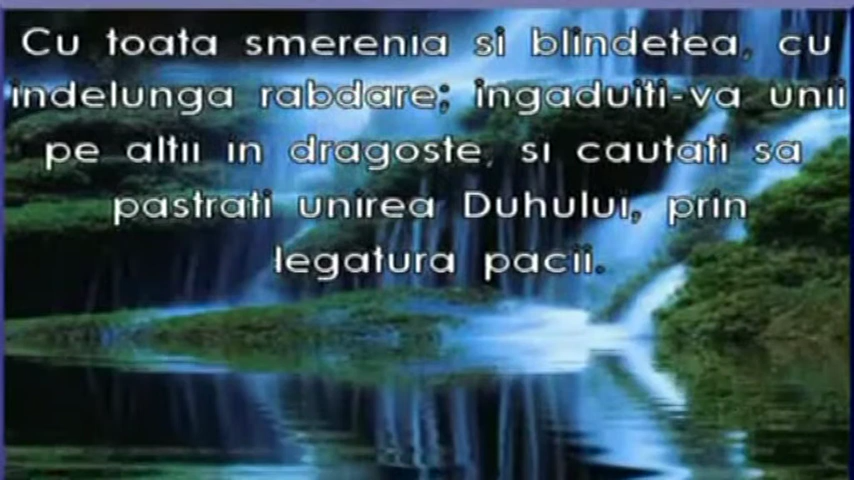 Cu toata smerenia si blindetea, cu
indelunga rabdare; ingaduiti-va unii
pe altii in dragoste, si cautati sa
pastrati unirea Duhului, prin
legatura pacii.